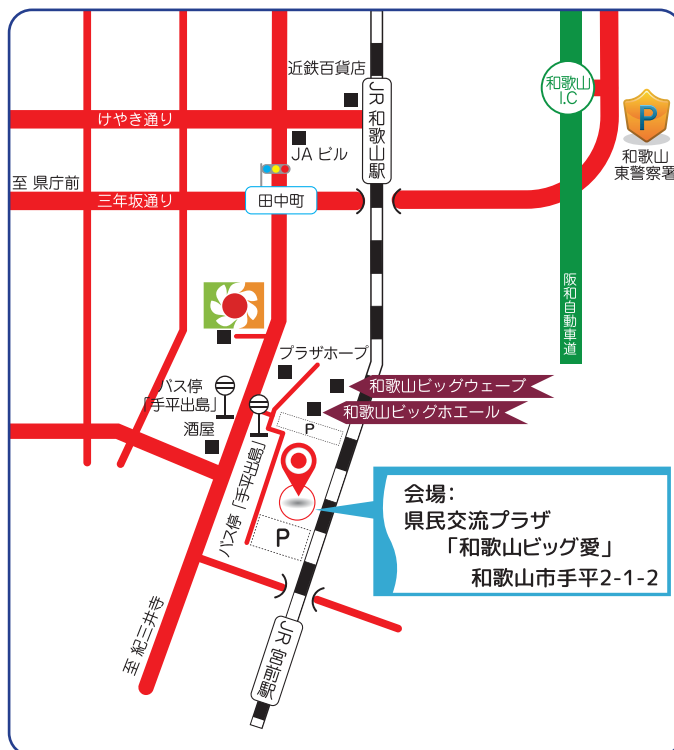 近鉄百貨店
けやき通り
JA ビル
JR 和歌山駅
和歌山
I.C
P
和歌山
東警察署
至 県庁前
三年坂通り
田中町
阪和自動車道
プラザホープ
バス停
「手平出島」
酒屋
和歌山ビッグウェーブ
和歌山ビッグホエール
P
バス停「手平出島」
P
会場：
県民交流プラザ
「和歌山ビッグ愛」
和歌山市手平2-1-2
至 紀三井寺
JR 宮前駅